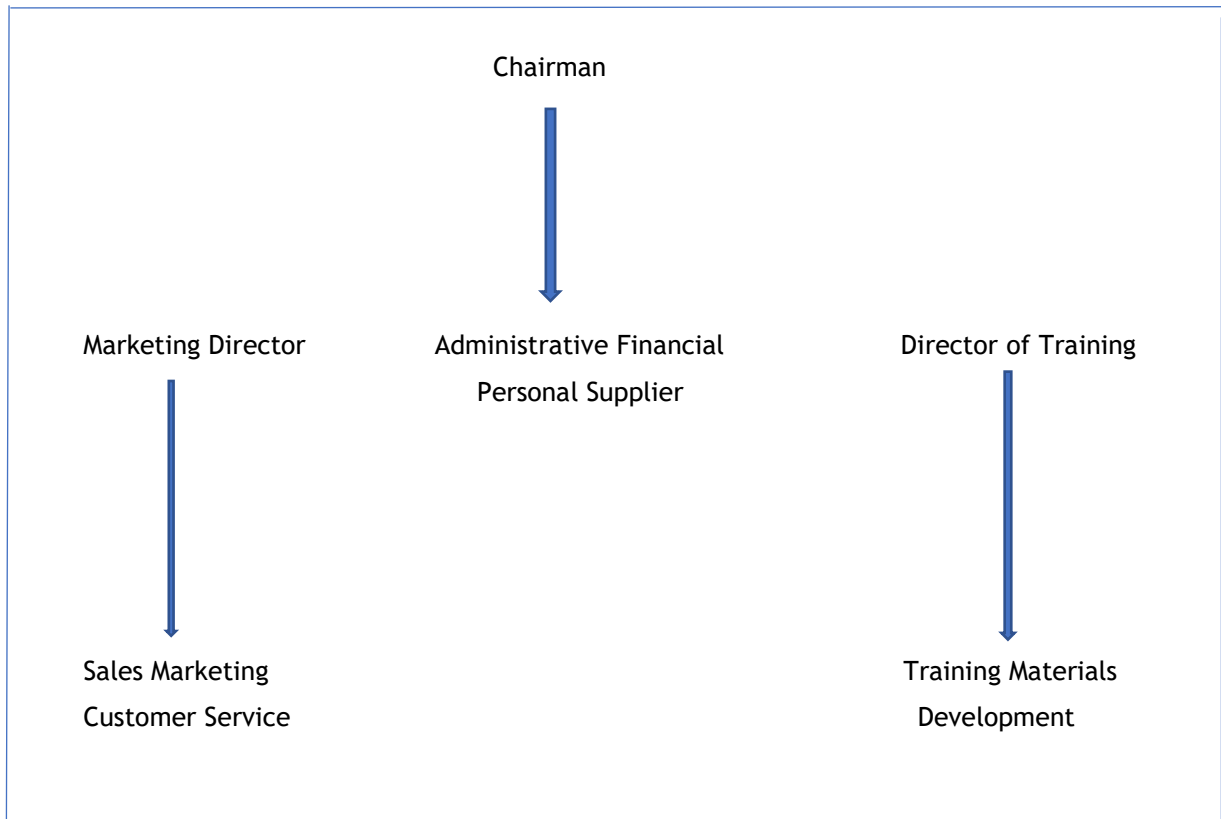 Chairman
Marketing Director
Administrative Financial
Personal Supplier
Director of Training
Sales Marketing
Customer Service
Training Materials
Development